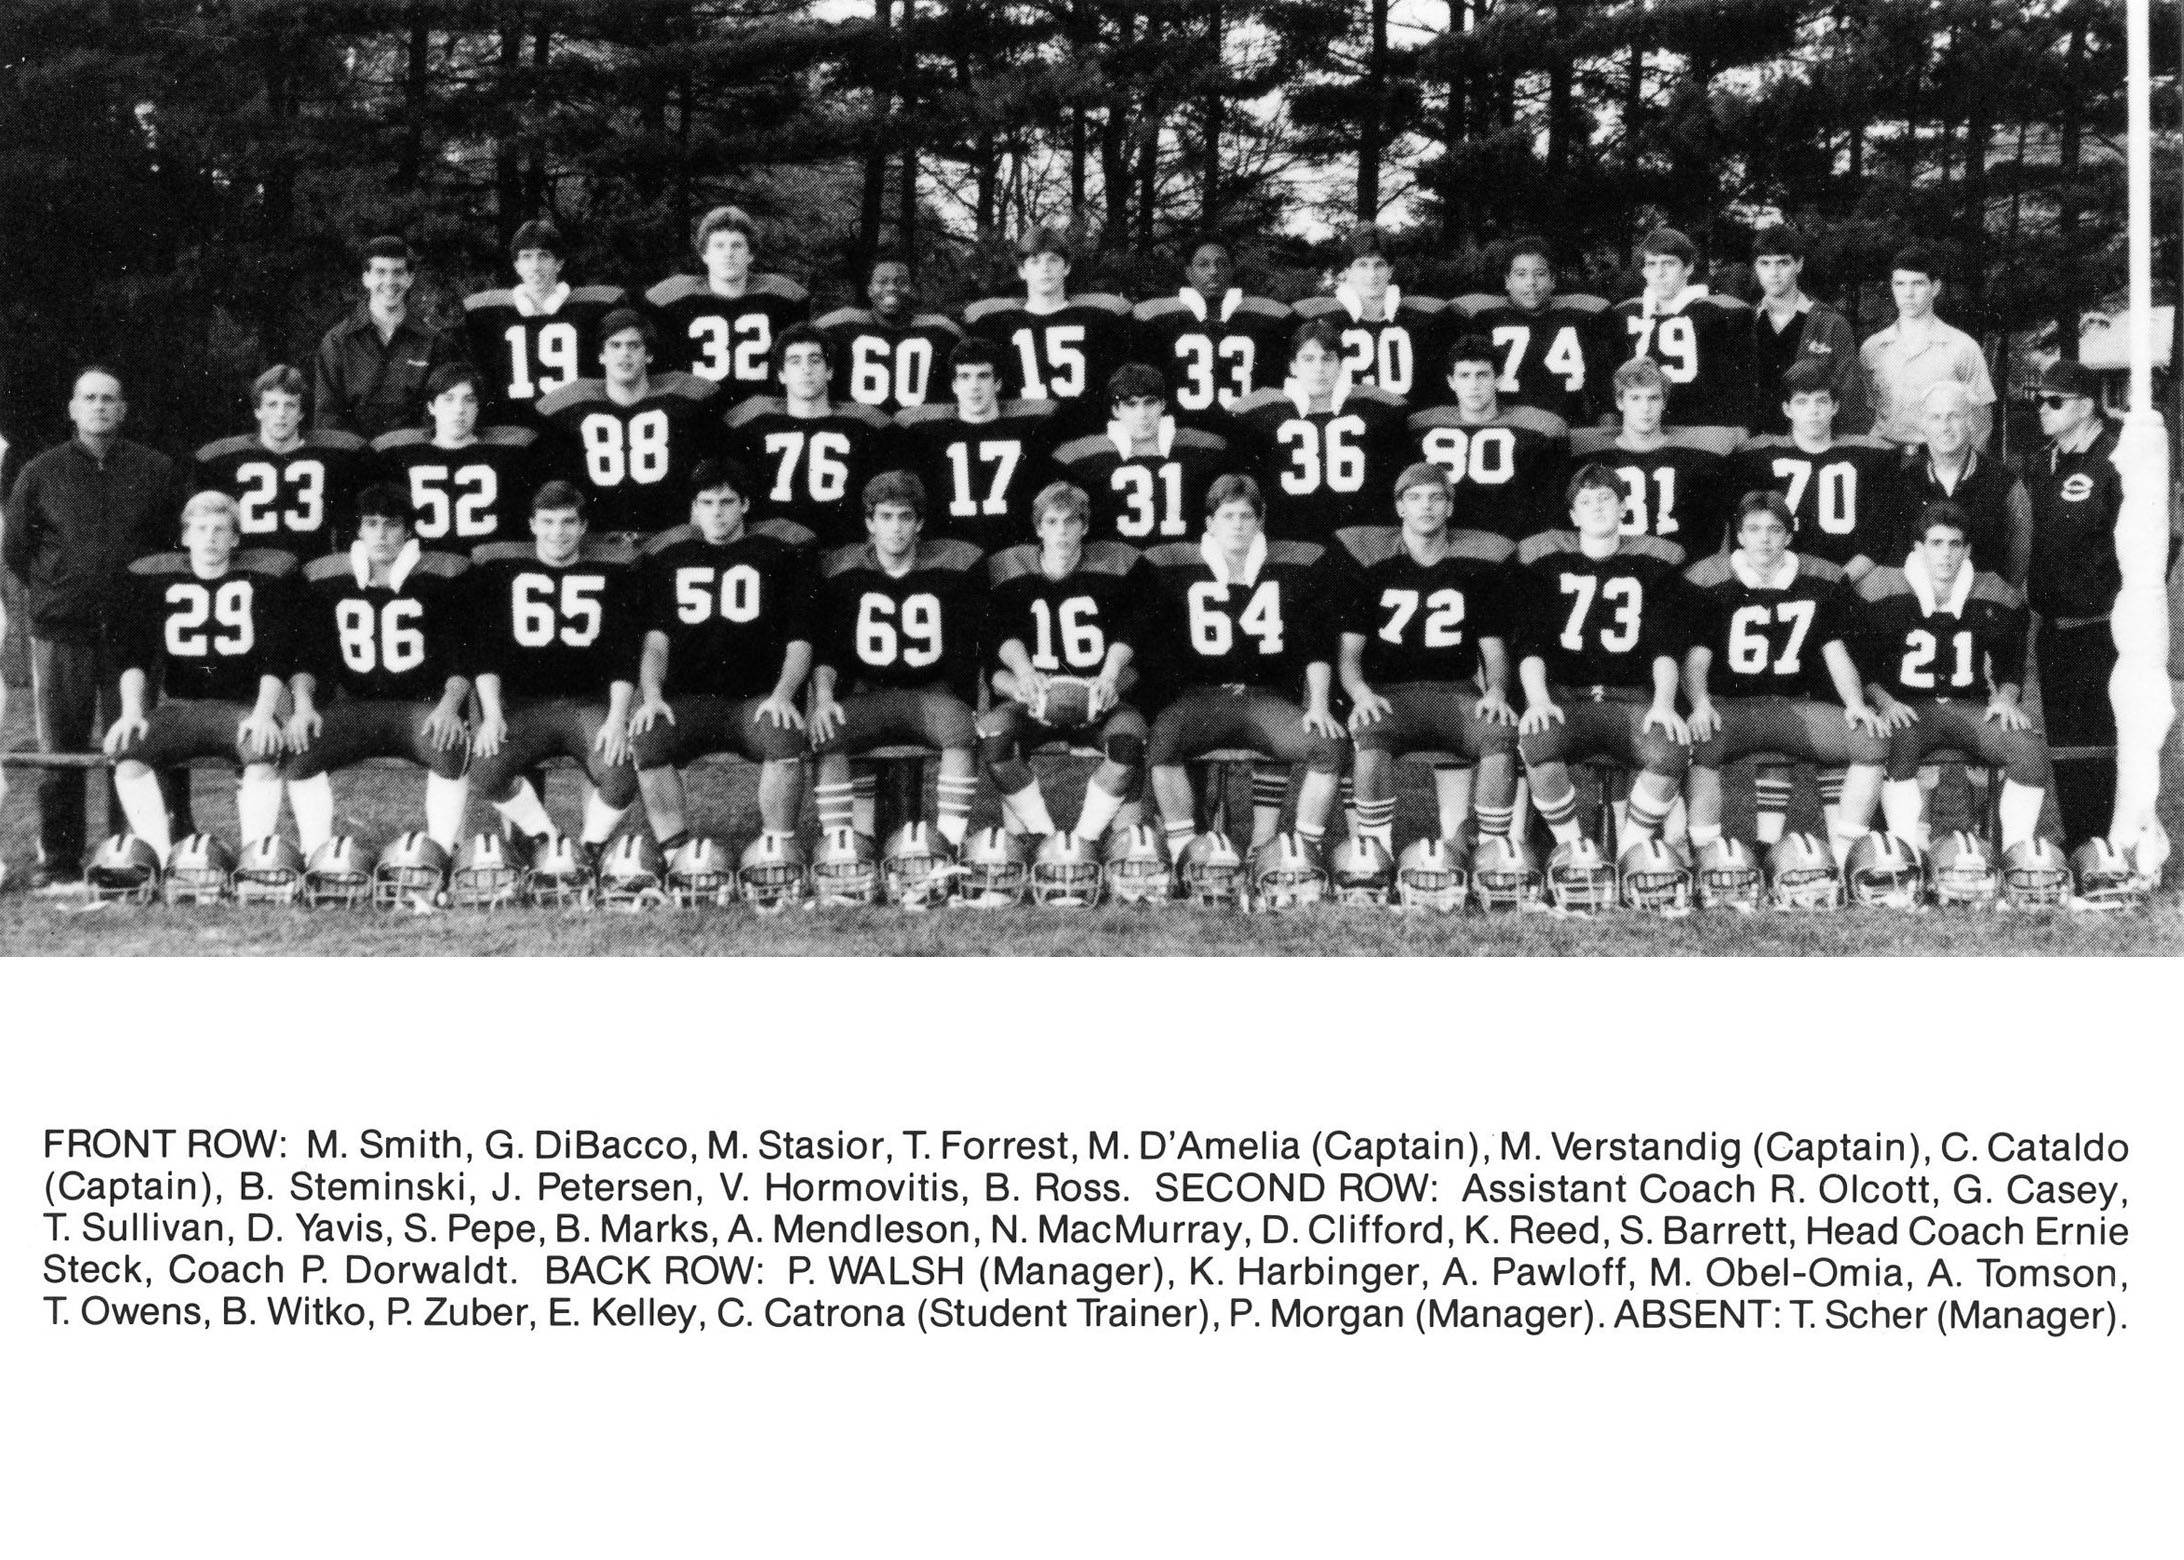 19 32 60 15 33 20 74 79
23 52 88 76 17 31 36 80 81 70
29 86 65 50 69 16 64 72 73 67 21
S
FRONT ROW: M. Smith, G. DiBacco, M. Stasior, T. Forrest, M. D'Amelia (Captain), M. Verstandig (Captain), C. Cataldo
(Captain), B. Steminski, J. Petersen, V. Hormovitis, B. Ross. SECOND ROW: Assistant Coach R. Olcott, G. Casey,
T. Sullivan, D. Yavis, S. Pepe, B. Marks, A. Mendleson, N. MacMurray, D. Clifford, K. Reed, S. Barrett, Head Coach Ernie
Steck, Coach P. Dorwaldt. BACK ROW: P. WALSH (Manager), K. Harbinger, A. Pawloff, M. Obel-Omia, A. Tomson,
T. Owens, B. Witko, P. Zuber, E. Kelley, C. Catrona (Student Trainer), P. Morgan (Manager). ABSENT: T. Scher (Manager).